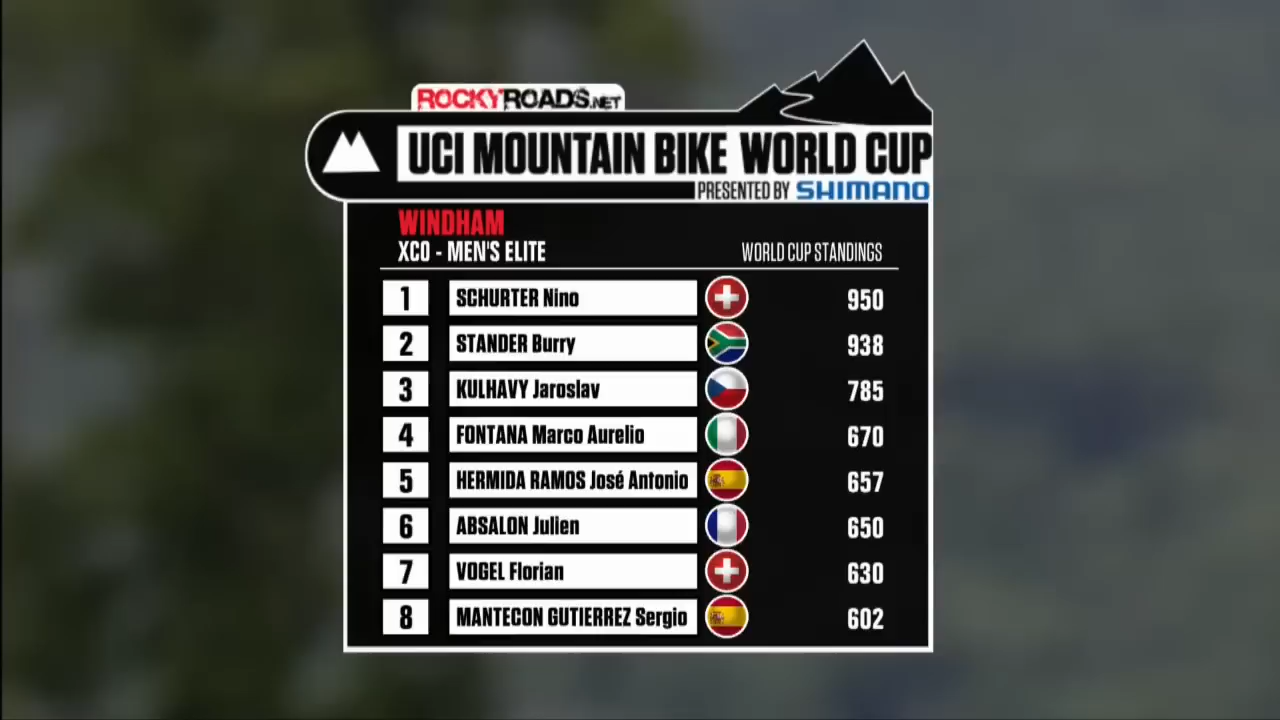 ROCKYROADS.NET
UCI MOUNTAIN BIKE WORLD CUP
PRESENTED BY SHIMANO
WINDHAM
XCO - MEN'S ELITE WORLD CUP STANDINGS
1 SCHURTER Nino 950
2 STANDER Burry 938
3 KULHAVY Jaroslav 785
4 FONTANA Marco Aurelio 670
5 HERMIDA RAMOS José Antonio 657
6 ABSALON Julien 650
7 VOGEL Florian 630
8 MANTECON GUTIERREZ Sergio 602